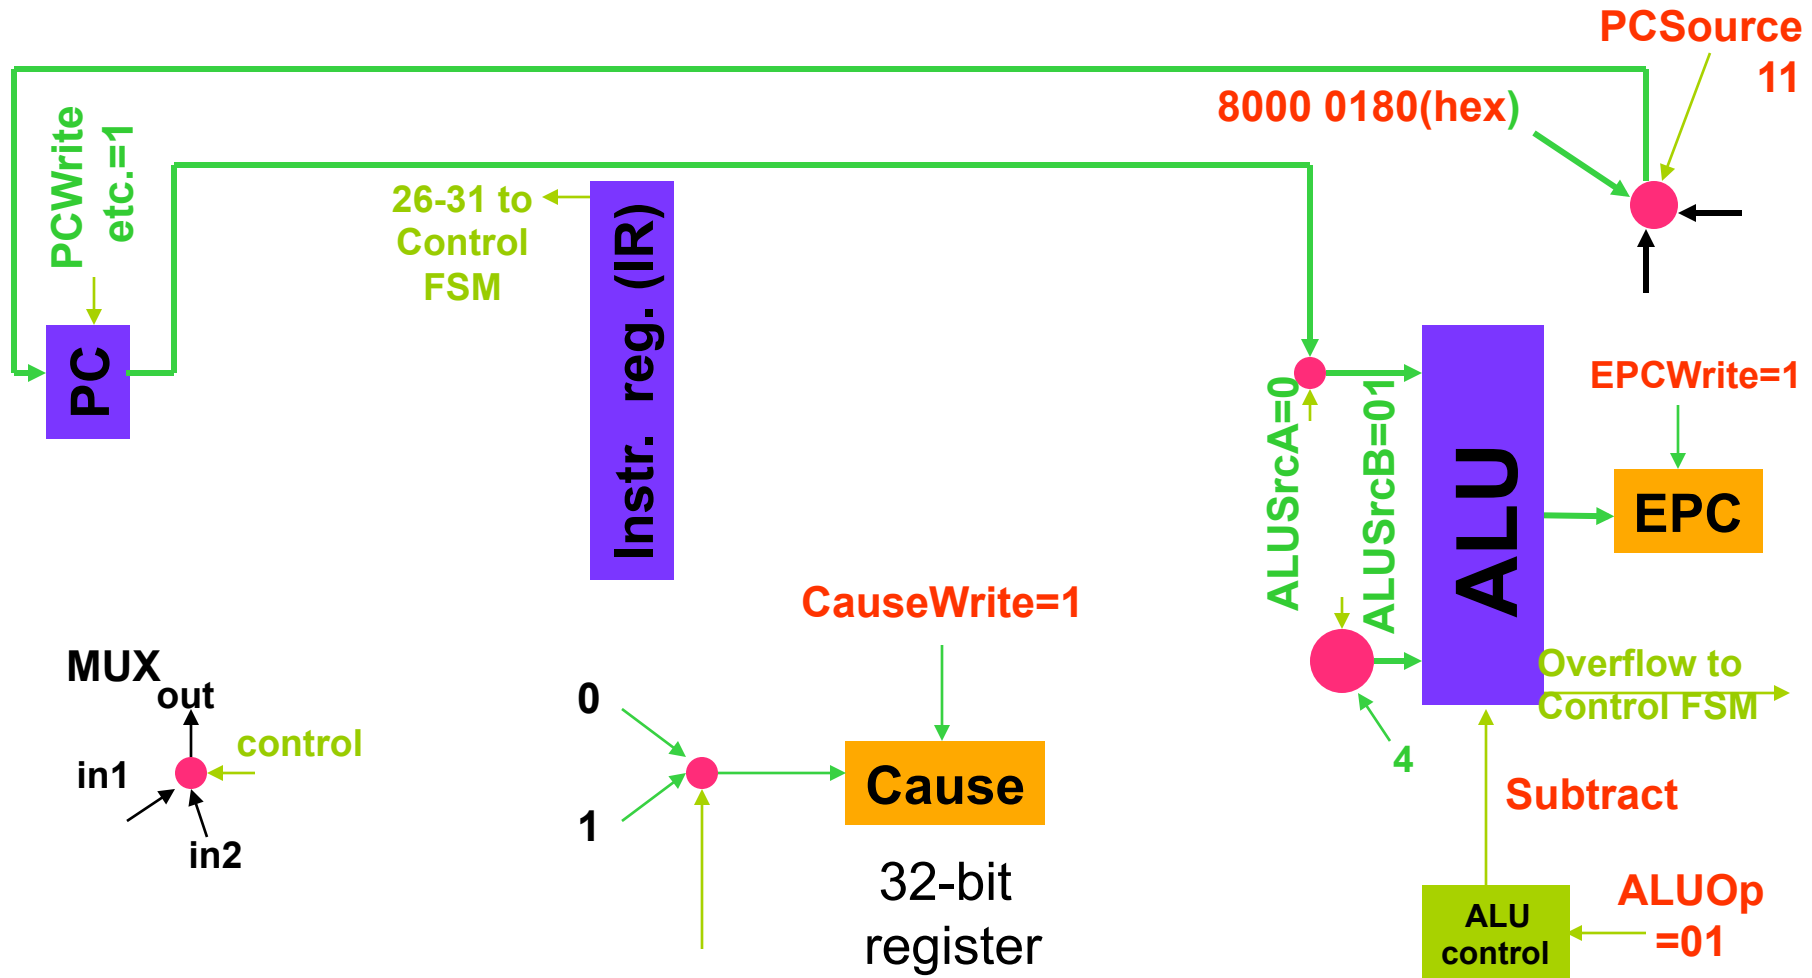 PCSource
11
8000 0180(hex)
PCWrite
etc.=1
26-31 to
Control
FSM
Instr. reg. (IR)
PC
ALUSrcA=0
ALUSrcB=01
ALU
EPCWrite=1
EPC
CauseWrite=1
MUX
out
control
in1
in2
0
1
Cause
32-bit
register
Overflow to
Control FSM
4
Subtract
ALU
control
ALUOp
=01